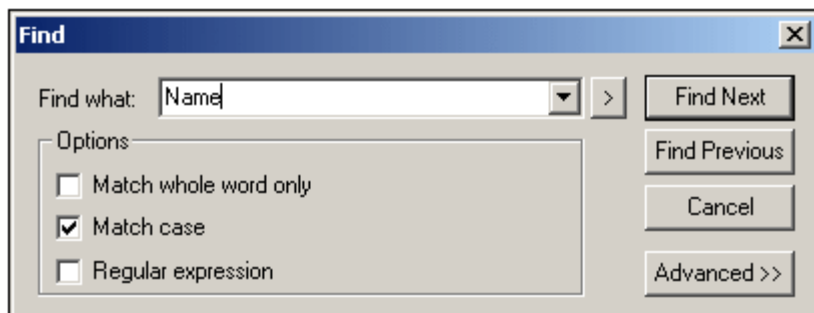 Find
Find what: Name > Find Next
Options
Find Previous
Match whole word only
Match case
Cancel
Regular expression
Advanced >>